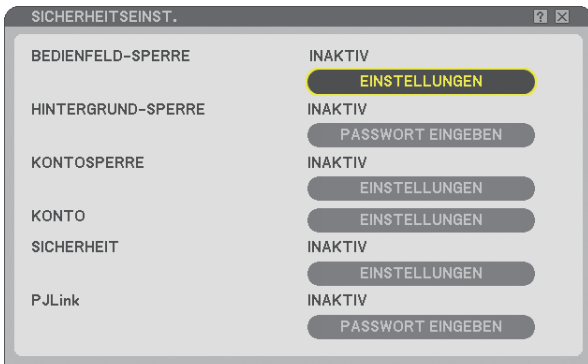 SICHERHEITSEINST.
BEDIENFELD-SPERRE INAKTIV
EINSTELLUNGEN
HINTERGRUND-SPERRE INAKTIV
PASSWORT EINGEBEN
KONTOSPERRE INAKTIV
EINSTELLUNGEN
KONTO EINSTELLUNGEN
SICHERHEIT INAKTIV
EINSTELLUNGEN
PJLink INAKTIV
PASSWORT EINGEBEN